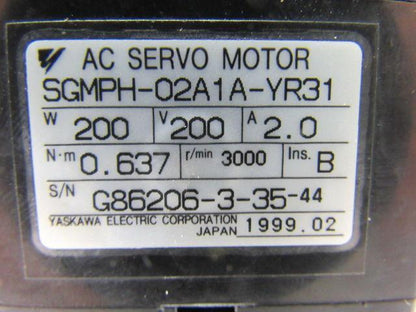 AC SERVO MOTOR
SGMPH-02A1A-YR31
W 200 V 200 A 2.0
N·m 0.637 r/min 3000 Ins. B
S/N G86206-3-35-44
YASKAWA ELECTRIC CORPORATION
JAPAN 1999.02